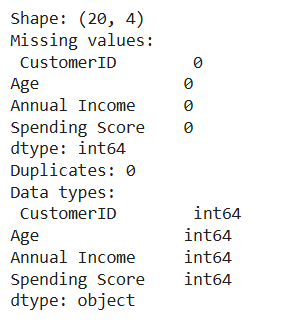 Shape: (20, 4)
Missing values:
 CustomerID        0
Age               0
Annual Income     0
Spending Score    0
dtype: int64
Duplicates: 0
Data types:
 CustomerID        int64
Age               int64
Annual Income     int64
Spending Score    int64
dtype: object